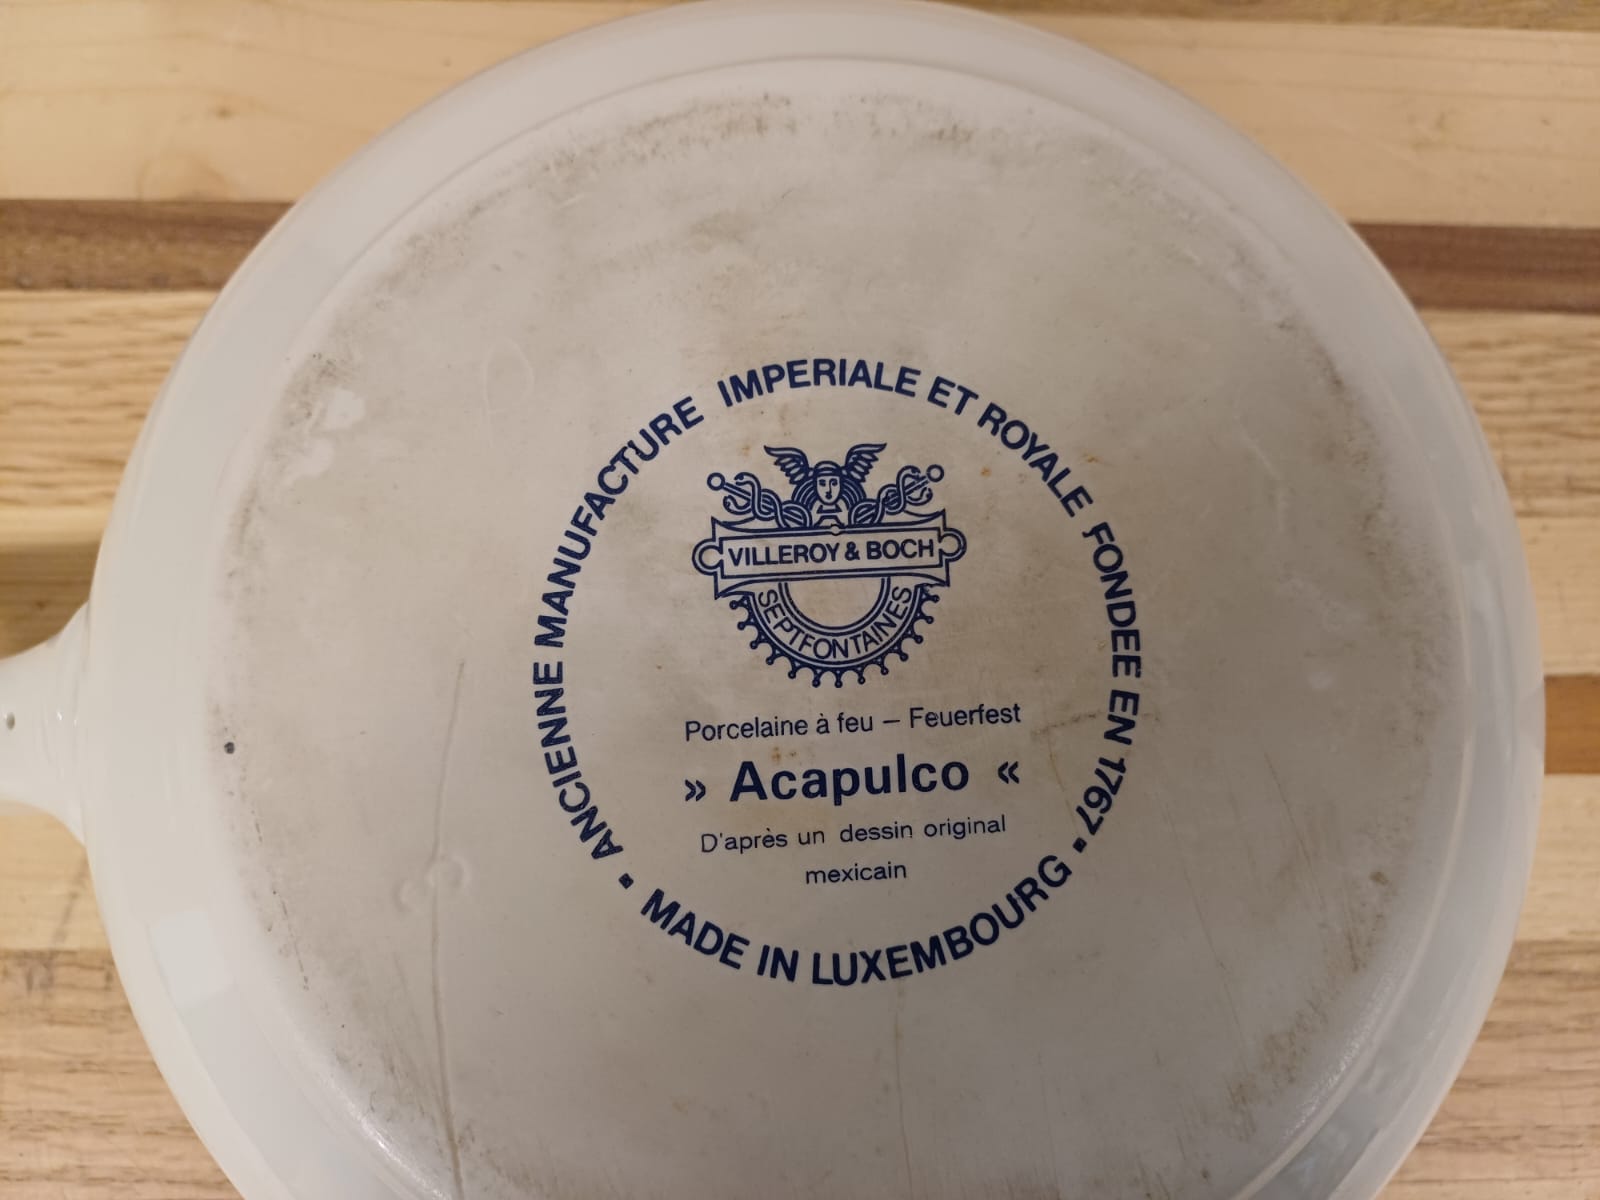 ANCIENNE MANUFACTURE IMPERIALE ET ROYALE FONDEE EN 1767 •
VILLEROY & BOCH
SEPTFONTAINES
Porcelaine à feu – Feuerfest
» Acapulco «
D'après un dessin original
mexicain
• MADE IN LUXEMBOURG